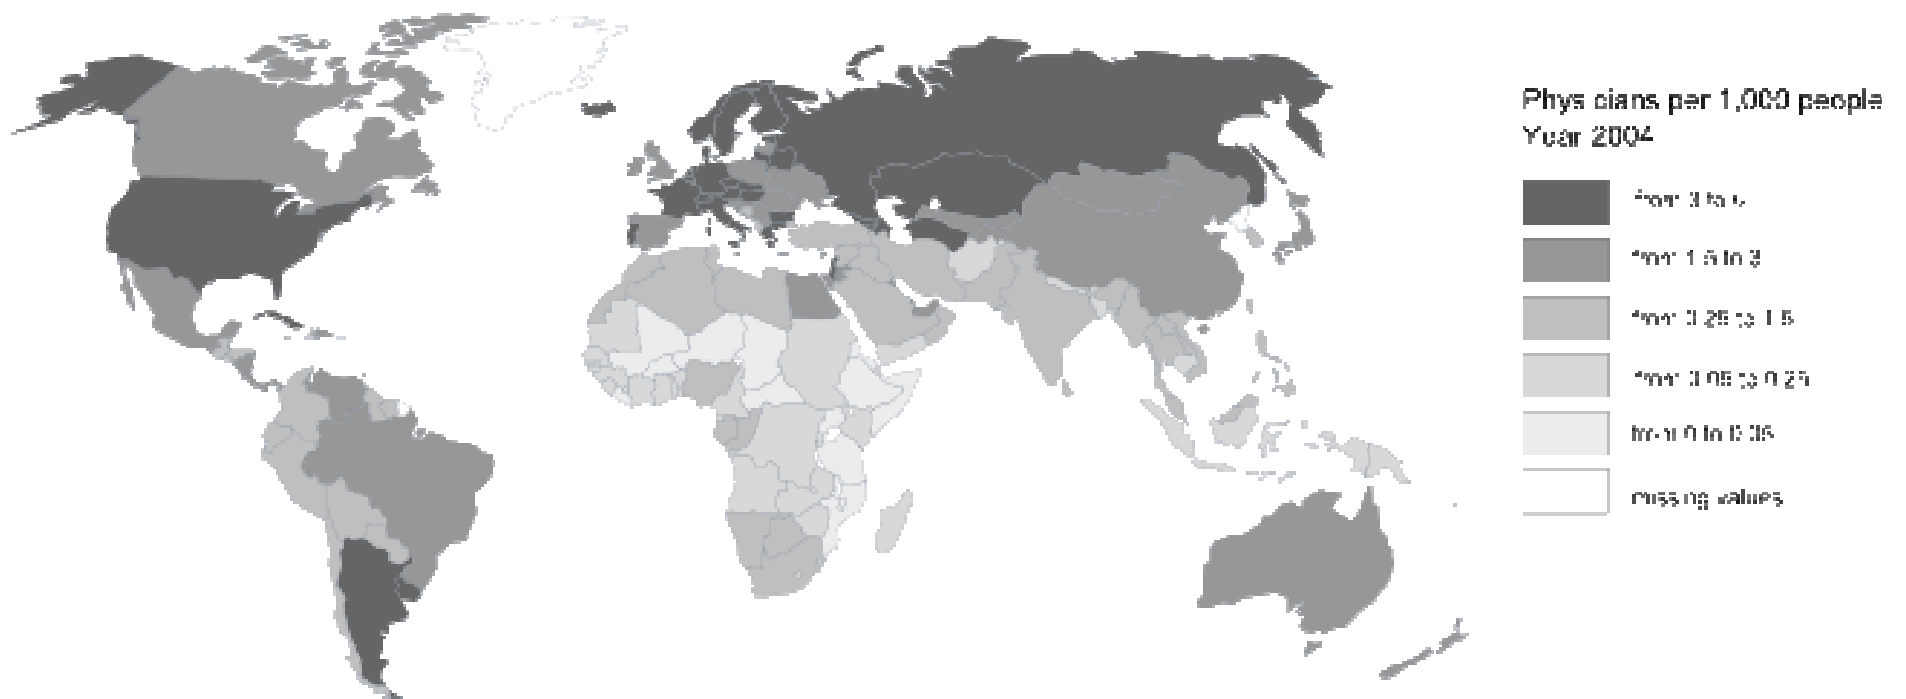 Physicians per 1,000 people
Year 2004
from 3 to
from 1.5 to 3
from 0.25 to 1.5
from 0.05 to 0.25
from 0 to 0.05
missing values